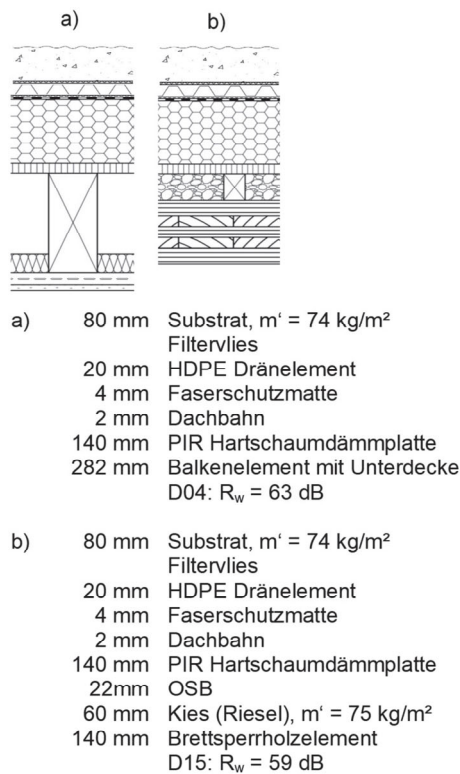 a) b)
a) 80 mm Substrat, m‘ = 74 kg/m²
Filtervlies
20 mm HDPE Dränelement
4 mm Faserschutzmatte
2 mm Dachbahn
140 mm PIR Hartschaumdämmplatte
282 mm Balkenelement mit Unterdecke
D04: Rw = 63 dB
b) 80 mm Substrat, m‘ = 74 kg/m²
Filtervlies
20 mm HDPE Dränelement
4 mm Faserschutzmatte
2 mm Dachbahn
140 mm PIR Hartschaumdämmplatte
22mm OSB
60 mm Kies (Riesel), m‘ = 75 kg/m²
140 mm Brettsperrholzelement
D15: Rw = 59 dB